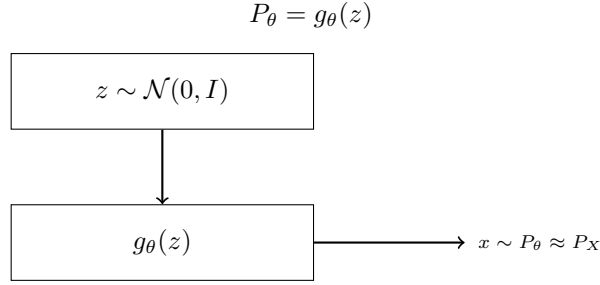 P_θ = g_θ(z)
z ∼ 𝒩(0, I)
g_θ(z)
x ∼ P_θ ≈ P_X